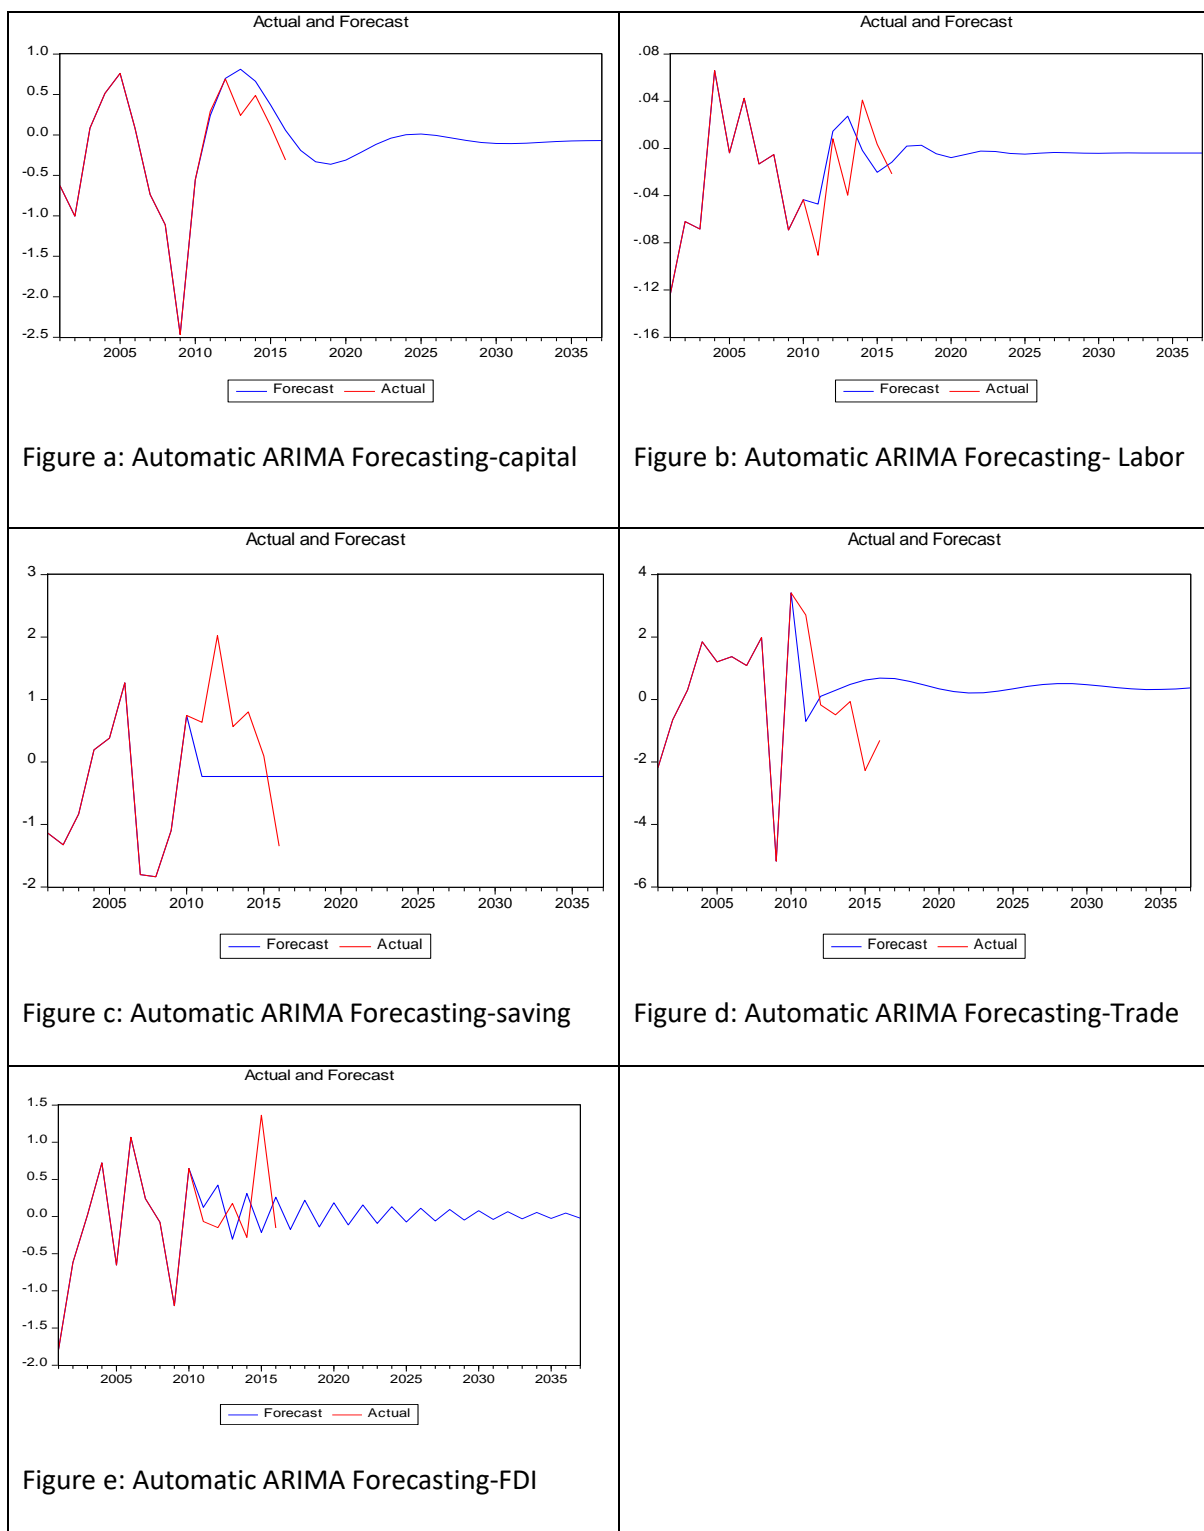 Actual and Forecast
1.0
0.5
0.0
-0.5
-1.0
-1.5
-2.0
-2.5
2005 2010 2015 2020 2025 2030 2035
Forecast Actual
Figure a: Automatic ARIMA Forecasting-capital
Actual and Forecast
.08
.04
.00
-.04
-.08
-.12
-.16
2005 2010 2015 2020 2025 2030 2035
Forecast Actual
Figure b: Automatic ARIMA Forecasting- Labor
Actual and Forecast
3
2
1
0
-1
-2
2005 2010 2015 2020 2025 2030 2035
Forecast Actual
Figure c: Automatic ARIMA Forecasting-saving
Actual and Forecast
4
2
0
-2
-4
-6
2005 2010 2015 2020 2025 2030 2035
Forecast Actual
Figure d: Automatic ARIMA Forecasting-Trade
Actual and Forecast
1.5
1.0
0.5
0.0
-0.5
-1.0
-1.5
-2.0
2005 2010 2015 2020 2025 2030 2035
Forecast Actual
Figure e: Automatic ARIMA Forecasting-FDI